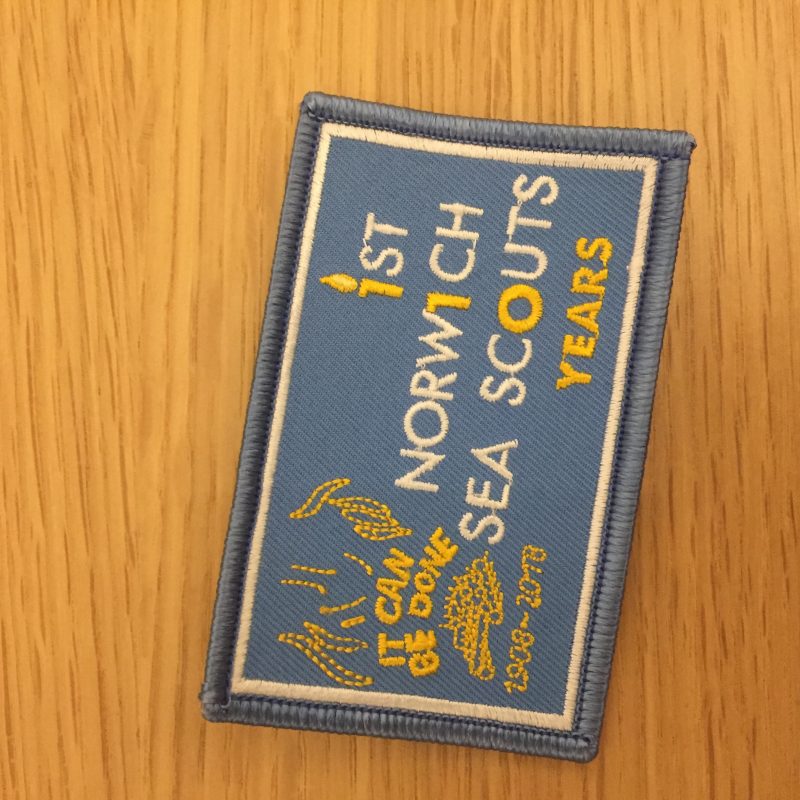 1ST
NORW1CH
SEA SCOUTS
YEARS
IT CAN
BE DONE
1908~2018